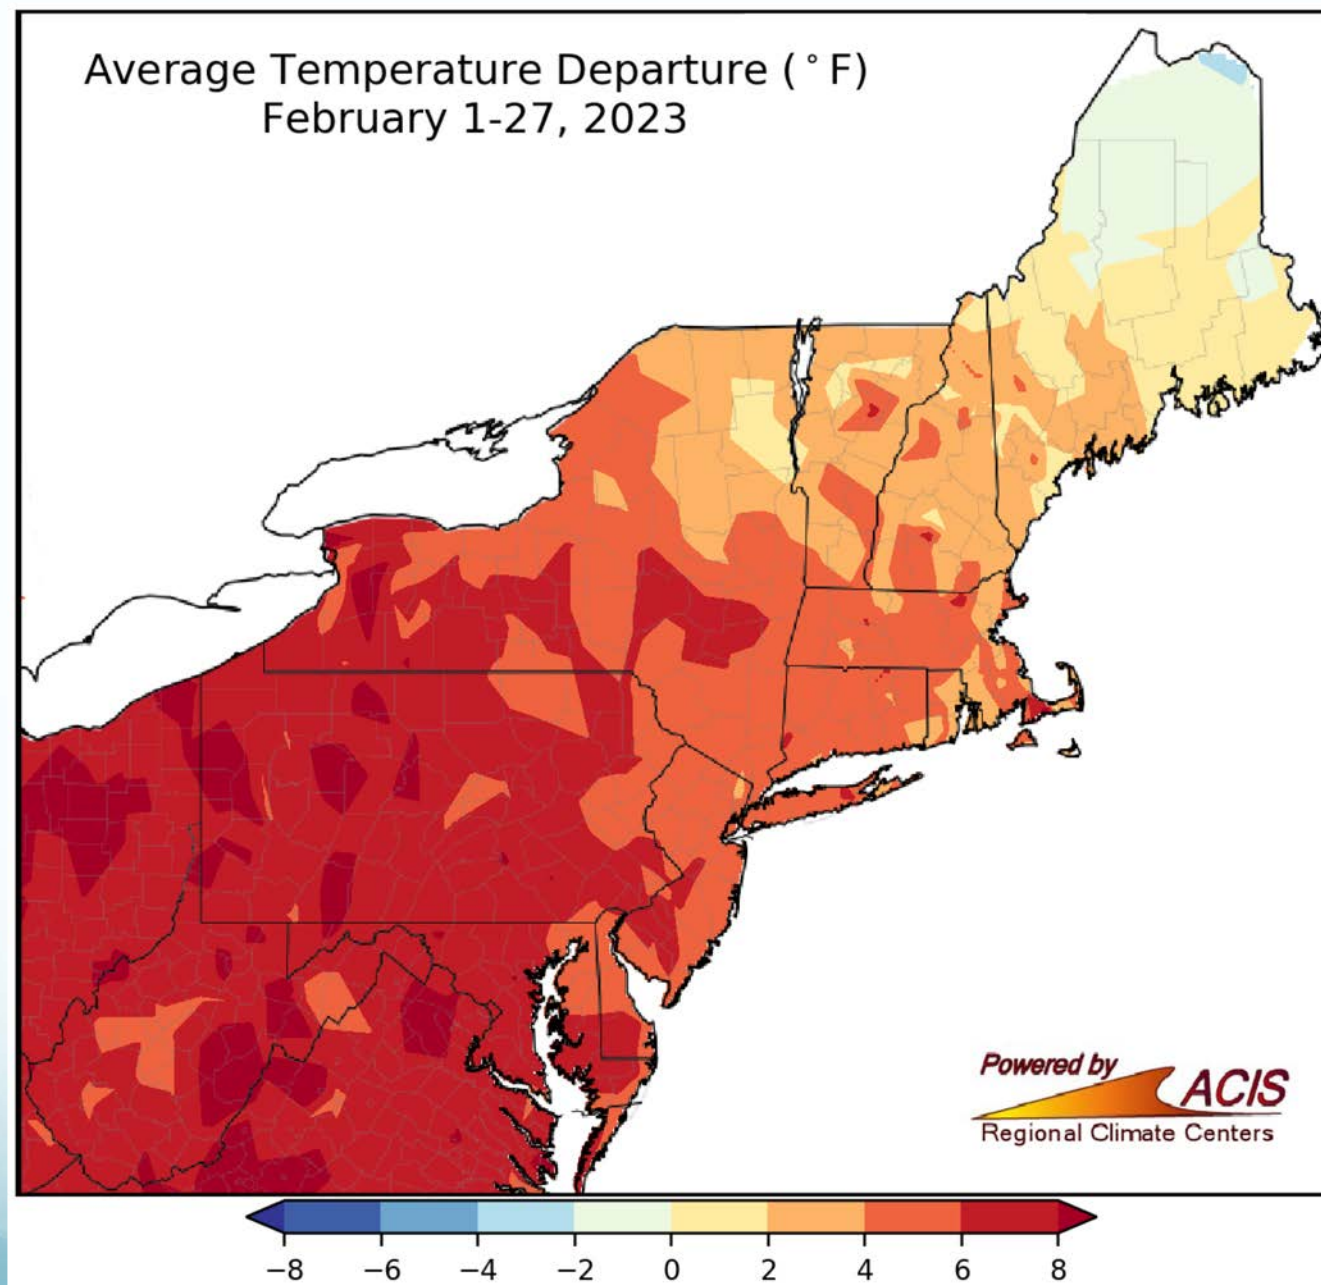 Average Temperature Departure (°F)
February 1-27, 2023
Powered by
ACIS
Regional Climate Centers
−8 −6 −4 −2 0 2 4 6 8